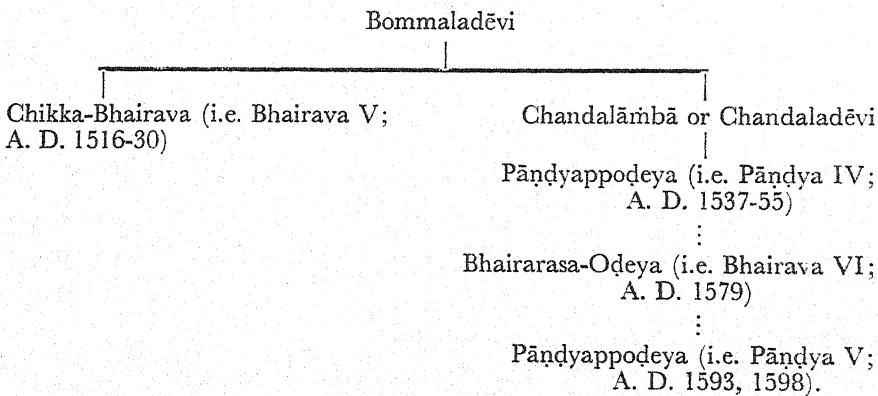 Bommaladēvi
Chikka-Bhairava (i.e. Bhairava V;
A. D. 1516-30)
Chandalāṁbā or Chandaladēvi
Pāṇḍyappoḍeya (i.e. Pāṇḍya IV;
A. D. 1537-55)
Bhairarasa-Oḍeya (i.e. Bhairava VI;
A. D. 1579)
Pāṇḍyappoḍeya (i.e. Pāṇḍya V;
A. D. 1593, 1598).